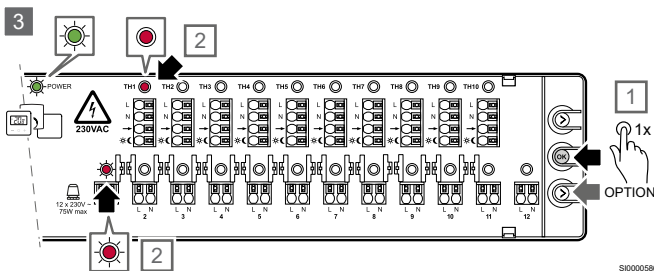 3
2
1
1x
POWER
TH1 TH2 TH3 TH4 TH5 TH6 TH7 TH8 TH9 TH10
230VAC
L L L L L L L L L L
N N N N N N N N N N
OK
OPTION
12 x 230V ~
75W max
L N L N L N L N L N L N L N L N L N L N L N
2 3 4 5 6 7 8 9 10 11 12
2
SI0000580